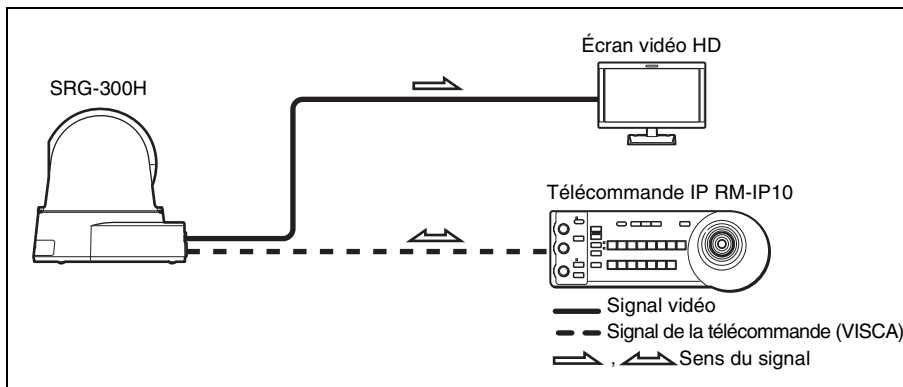 Écran vidéo HD
SRG-300H
Télécommande IP RM-IP10
Signal vidéo
Signal de la télécommande (VISCA)
, Sens du signal